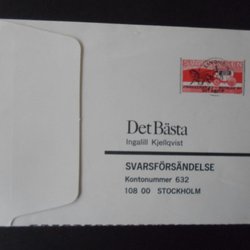 Det Bästa
Ingalill Kjellqvist
SVARSFÖRSÄNDELSE
Kontonummer 632
108 00 STOCKHOLM